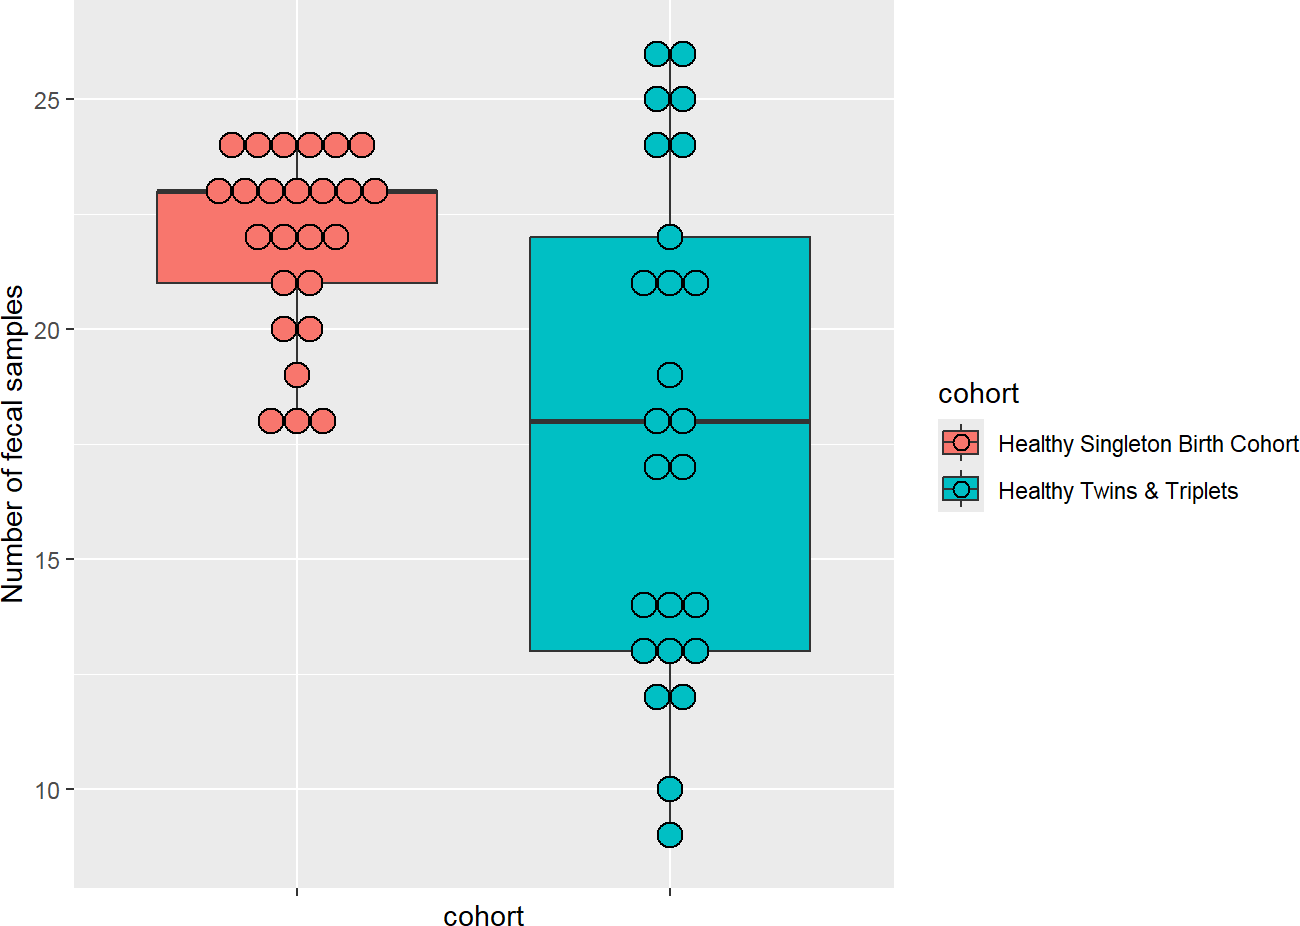 Number of fecal samples
25
20
15
10
cohort
cohort
Healthy Singleton Birth Cohort
Healthy Twins & Triplets